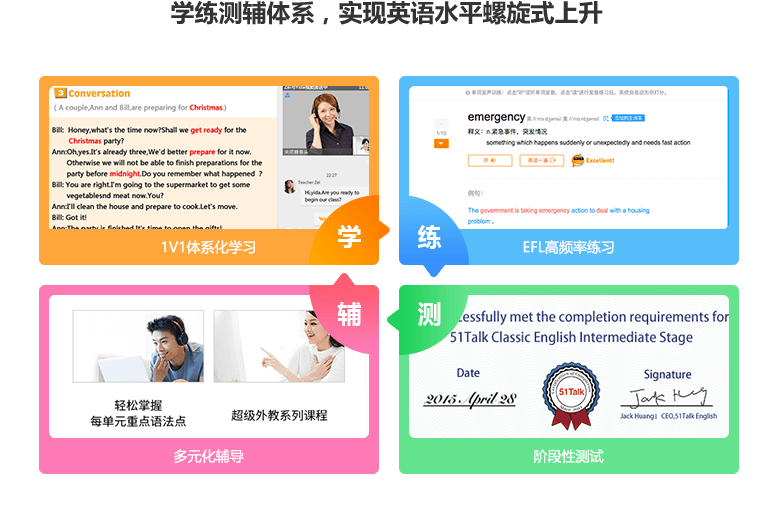 学练测辅体系，实现英语水平螺旋式上升
3 Conversation
( A couple,Ann and Bill,are preparing for Christmas.)
Bill: Honey,what's the time now?Shall we get ready for the
Christmas party?
Ann:Oh,yes.It's already three,We'd better prepare for it now.
Otherwise we will not be able to finish preparations for the
party before midnight.Do you remember what happened ?
Bill: You are right.I'm going to the supermarket to get some
vegetablesnd meat now.You?
Ann:I'll clean the house and prepare to cook.Let's move.
Bill: Got it!
Ann:The party is finished.It's time to open the gifts!
22:27
Teacher Zel
Hi,yida.Are you ready to
begin our class?
1V1体系化学习
学
emergency
1/10
释义：n.紧急事件，突发情况
something which happens suddenly or unexpectedly and needs fast action
听
再读一遍
Excellent!
例句：
The government is taking emergency action to deal with a housing
problem .
练
EFL高频率练习
辅
轻松掌握
每单元重点语法点
超级外教系列课程
多元化辅导
测
cessfully met the completion requirements for
51Talk Classic English Intermediate Stage
Date
2015 April 28
51Talk
Signature
Jack Huang
Jack Huang| CEO,51Talk English
阶段性测试